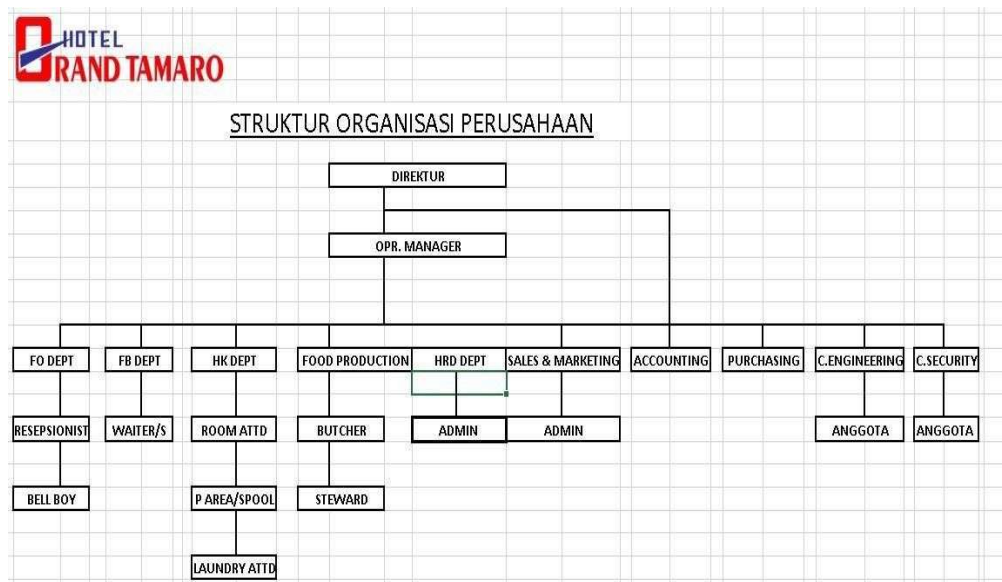 HOTEL
GRAND TAMARO
STRUKTUR ORGANISASI PERUSAHAAN
DIREKTUR
OPR. MANAGER
FO DEPT FB DEPT HK DEPT FOOD PRODUCTION HRD DEPT SALES & MARKETING ACCOUNTING PURCHASING C.ENGINEERING C.SECURITY
RESEPSIONIST WAITER/S ROOM ATTD BUTCHER ADMIN ADMIN ANGGOTA ANGGOTA
BELL BOY P AREA/SPOOL STEWARD
LAUNDRY ATTD